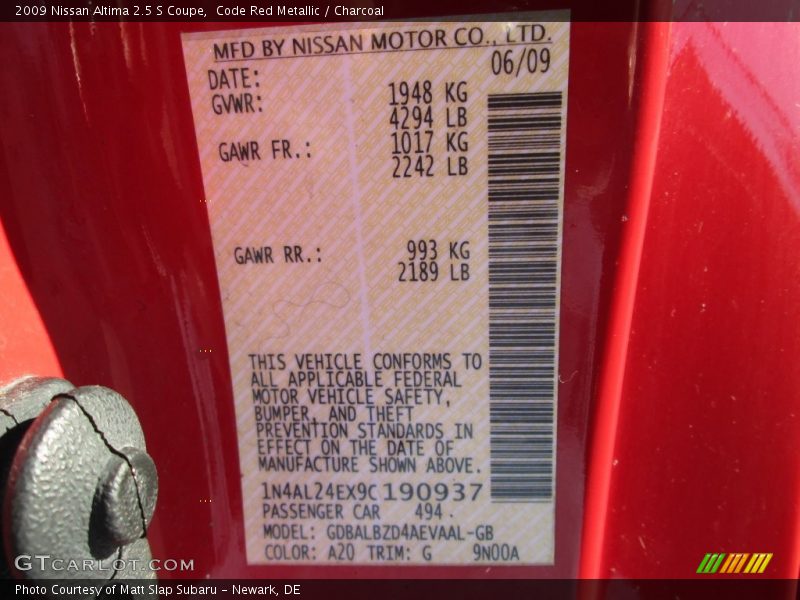 2009 Nissan Altima 2.5 S Coupe,  Code Red Metallic / Charcoal
MFD BY NISSAN MOTOR CO., LTD.
DATE: 06/09
GVWR: 1948 KG
4294 LB
GAWR FR.: 1017 KG
2242 LB
GAWR RR.: 993 KG
2189 LB
THIS VEHICLE CONFORMS TO
ALL APPLICABLE FEDERAL
MOTOR VEHICLE SAFETY,
BUMPER, AND THEFT
PREVENTION STANDARDS IN
EFFECT ON THE DATE OF
MANUFACTURE SHOWN ABOVE.
1N4AL24EX9C190937
PASSENGER CAR 494 .
MODEL: GDBALBZD4AEVAAL-GB
COLOR: A20 TRIM: G 9N00A
GTCARLOT.COM
Photo Courtesy of Matt Slap Subaru - Newark, DE